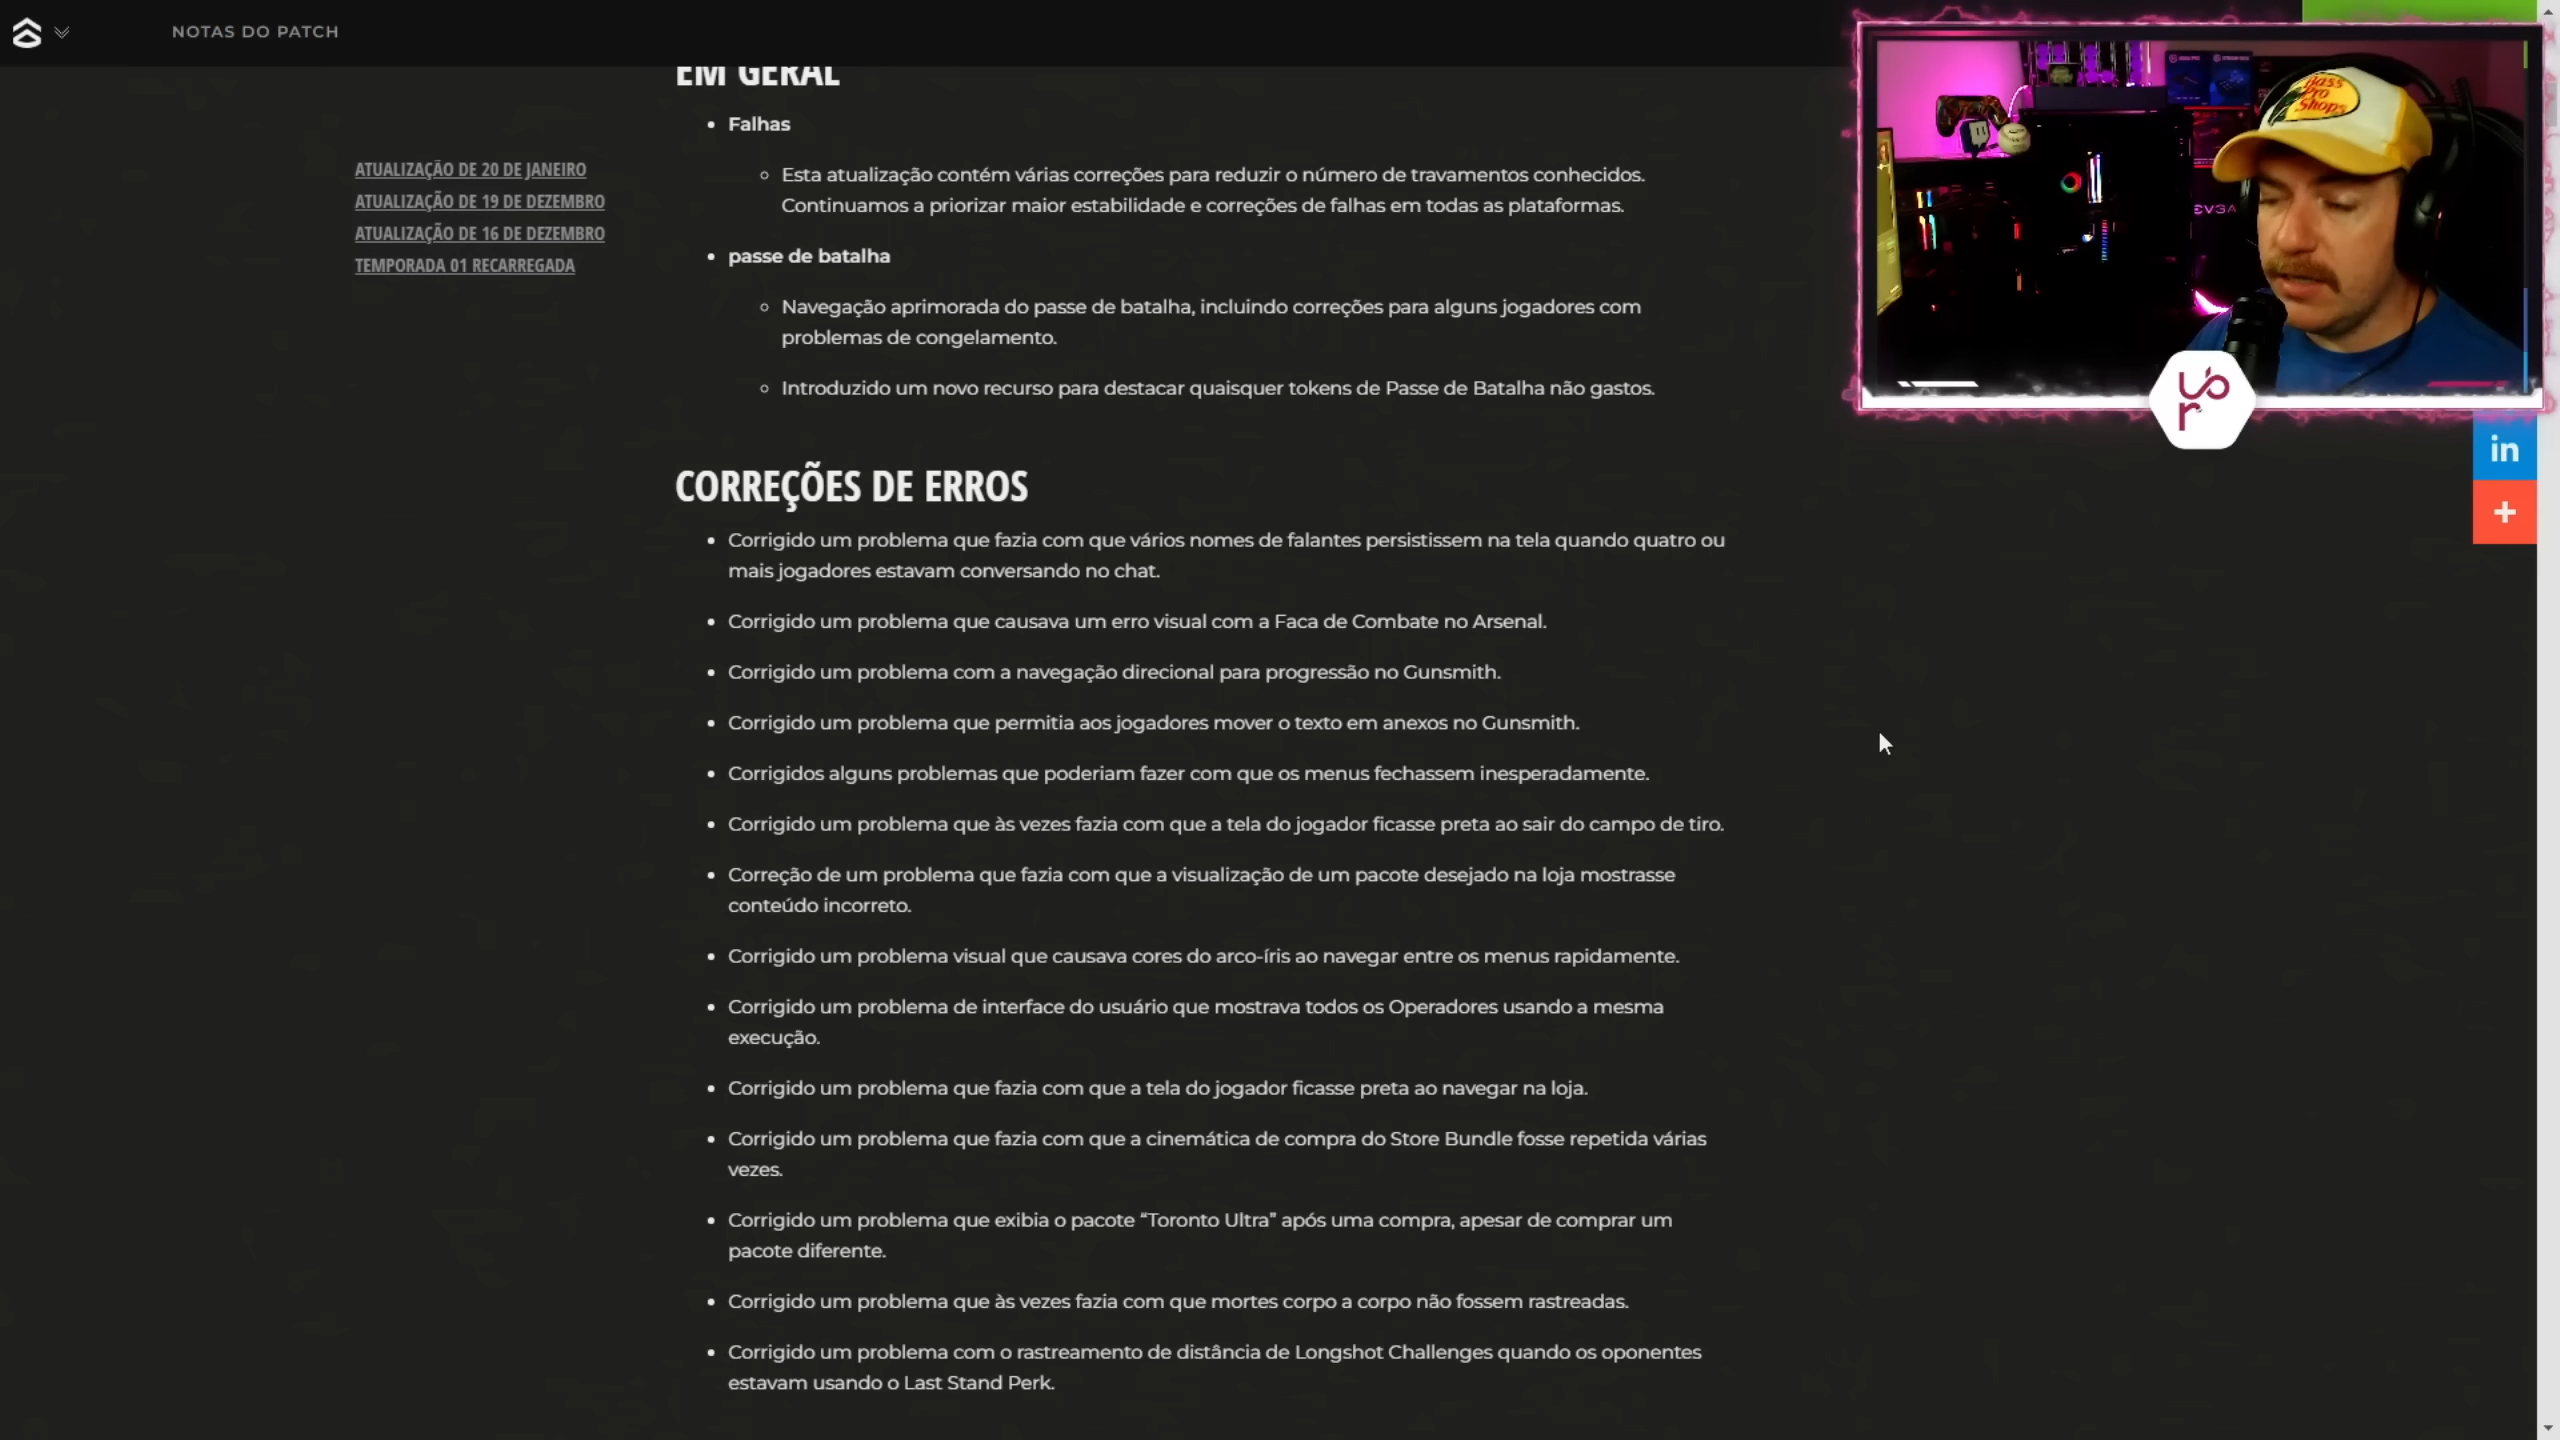 NOTAS DO PATCH
EM GERAL
ATUALIZAÇÃO DE 20 DE JANEIRO
ATUALIZAÇÃO DE 19 DE DEZEMBRO
ATUALIZAÇÃO DE 16 DE DEZEMBRO
TEMPORADA 01 RECARREGADA
Falhas
Esta atualização contém várias correções para reduzir o número de travamentos conhecidos.
Continuamos a priorizar maior estabilidade e correções de falhas em todas as plataformas.
passe de batalha
Navegação aprimorada do passe de batalha, incluindo correções para alguns jogadores com
problemas de congelamento.
Introduzido um novo recurso para destacar quaisquer tokens de Passe de Batalha não gastos.
CORREÇÕES DE ERROS
Corrigido um problema que fazia com que vários nomes de falantes persistissem na tela quando quatro ou
mais jogadores estavam conversando no chat.
Corrigido um problema que causava um erro visual com a Faca de Combate no Arsenal.
Corrigido um problema com a navegação direcional para progressão no Gunsmith.
Corrigido um problema que permitia aos jogadores mover o texto em anexos no Gunsmith.
Corrigidos alguns problemas que poderiam fazer com que os menus fechassem inesperadamente.
Corrigido um problema que às vezes fazia com que a tela do jogador ficasse preta ao sair do campo de tiro.
Correção de um problema que fazia com que a visualização de um pacote desejado na loja mostrasse
conteúdo incorreto.
Corrigido um problema visual que causava cores do arco-íris ao navegar entre os menus rapidamente.
Corrigido um problema de interface do usuário que mostrava todos os Operadores usando a mesma
execução.
Corrigido um problema que fazia com que a tela do jogador ficasse preta ao navegar na loja.
Corrigido um problema que fazia com que a cinemática de compra do Store Bundle fosse repetida várias
vezes.
Corrigido um problema que exibia o pacote “Toronto Ultra” após uma compra, apesar de comprar um
pacote diferente.
Corrigido um problema que às vezes fazia com que mortes corpo a corpo não fossem rastreadas.
Corrigido um problema com o rastreamento de distância de Longshot Challenges quando os oponentes
estavam usando o Last Stand Perk.
Bass
Pro
Shops
EVGA
in